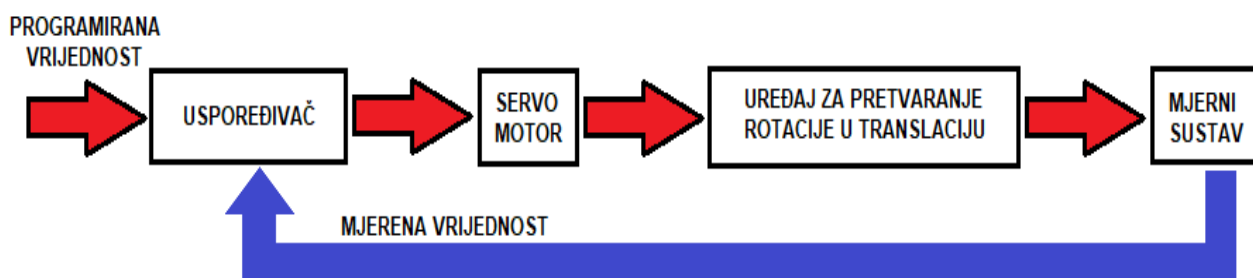 PROGRAMIRANA
VRIJEDNOST
USPOREĐIVAČ
SERVO
MOTOR
UREĐAJ ZA PRETVARANJE
ROTACIJE U TRANSLACIJU
MJERNI
SUSTAV
MJERENA VRIJEDNOST